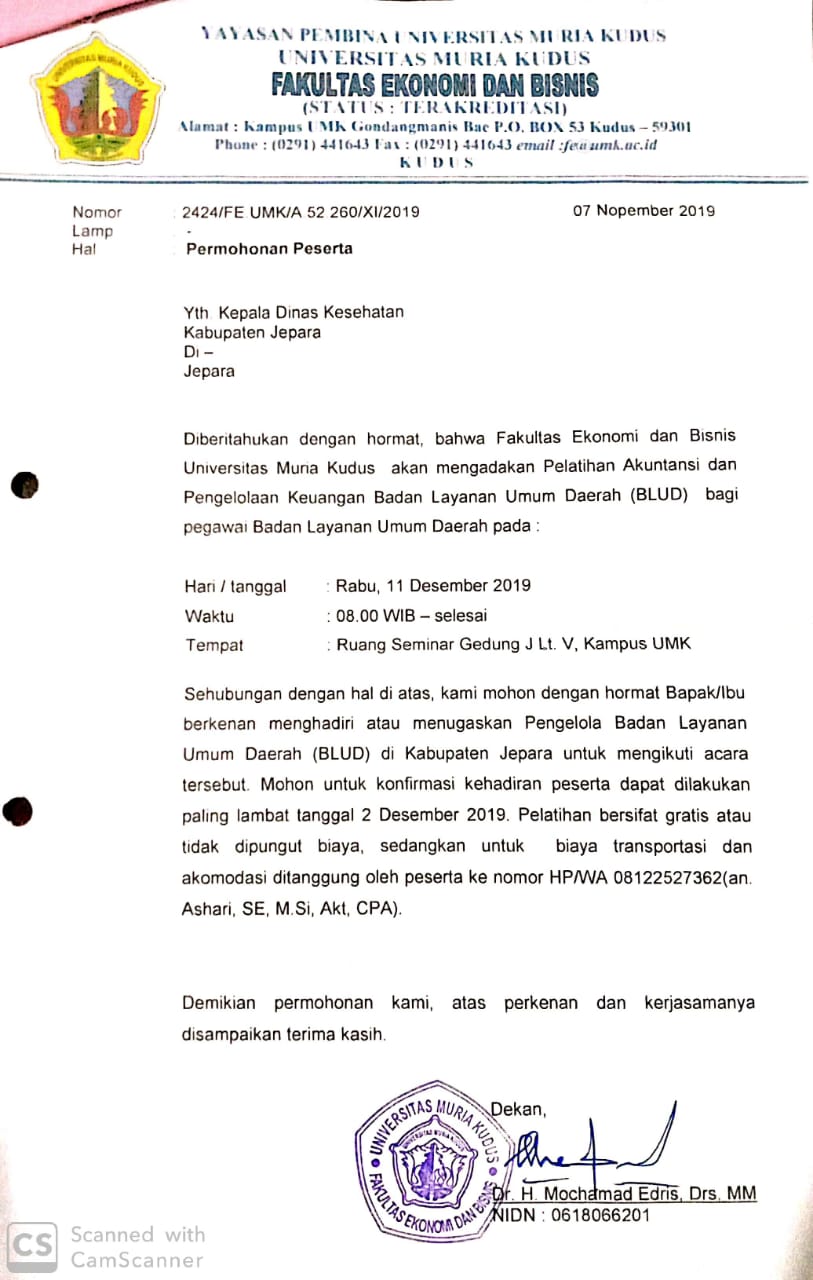 YAYASAN PEMBINA UNIVERSITAS MURIA KUDUS
UNIVERSITAS MURIA KUDUS
FAKULTAS EKONOMI DAN BISNIS
(STATUS : TERAKREDITASI)
Alamat : Kampus UMK Gondangmanis Bae P.O. BOX 53 Kudus – 59301
Phone : (0291) 441643 Fax : (0291) 441643 email :fe@umk.ac.id
K U D U S
UNIVERSITAS MURIA KUDUS
Nomor : 2424/FE UMK/A 52 260/XI/2019 07 Nopember 2019
Lamp : -
Hal : Permohonan Peserta
Yth. Kepala Dinas Kesehatan
Kabupaten Jepara
Di –
Jepara
Diberitahukan dengan hormat, bahwa Fakultas Ekonomi dan Bisnis
Universitas Muria Kudus akan mengadakan Pelatihan Akuntansi dan
Pengelolaan Keuangan Badan Layanan Umum Daerah (BLUD) bagi
pegawai Badan Layanan Umum Daerah pada :
Hari / tanggal : Rabu, 11 Desember 2019
Waktu : 08.00 WIB – selesai
Tempat : Ruang Seminar Gedung J Lt. V, Kampus UMK
Sehubungan dengan hal di atas, kami mohon dengan hormat Bapak/Ibu
berkenan menghadiri atau menugaskan Pengelola Badan Layanan
Umum Daerah (BLUD) di Kabupaten Jepara untuk mengikuti acara
tersebut. Mohon untuk konfirmasi kehadiran peserta dapat dilakukan
paling lambat tanggal 2 Desember 2019. Pelatihan bersifat gratis atau
tidak dipungut biaya, sedangkan untuk biaya transportasi dan
akomodasi ditanggung oleh peserta ke nomor HP/WA 08122527362(an.
Ashari, SE, M.Si, Akt, CPA).
Demikian permohonan kami, atas perkenan dan kerjasamanya
disampaikan terima kasih.
Dekan,
UNIVERSITAS MURIA KUDUS
UNIVERSITAS MURIA KUDUS
FAKULTAS EKONOMI DAN BISNIS
Dr. H. Mochamad Edris, Drs. MM
NIDN : 0618066201
CS Scanned with
CamScanner